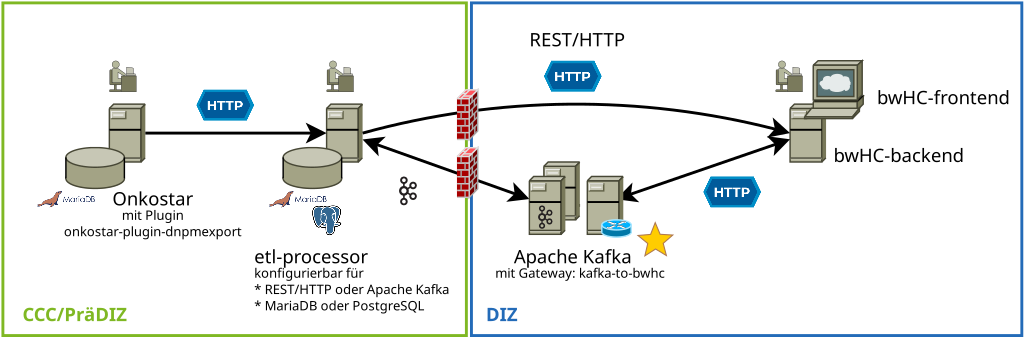 REST/HTTP
HTTP
HTTP
bwHC-frontend
bwHC-backend
HTTP
MariaDB
Onkostar
mit Plugin
onkostar-plugin-dnpmexport
MariaDB
etl-processor
konfigurierbar für
* REST/HTTP oder Apache Kafka
* MariaDB oder PostgreSQL
Apache Kafka
mit Gateway: kafka-to-bwhc
CCC/PräDIZ
DIZ